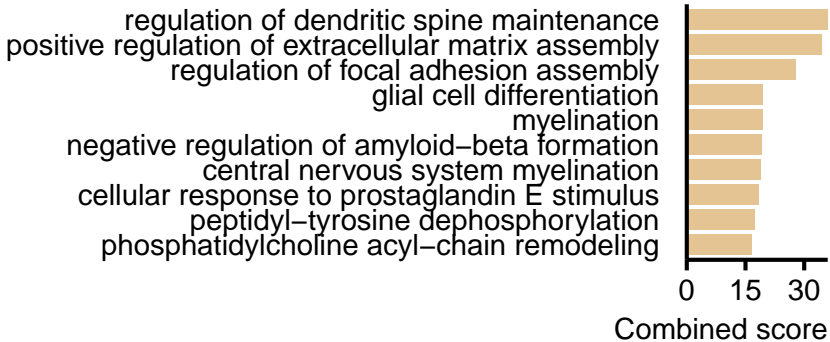 regulation of dendritic spine maintenance
positive regulation of extracellular matrix assembly
regulation of focal adhesion assembly
glial cell differentiation
myelination
negative regulation of amyloid−beta formation
central nervous system myelination
cellular response to prostaglandin E stimulus
peptidyl−tyrosine dephosphorylation
phosphatidylcholine acyl−chain remodeling
0 15 30
Combined score